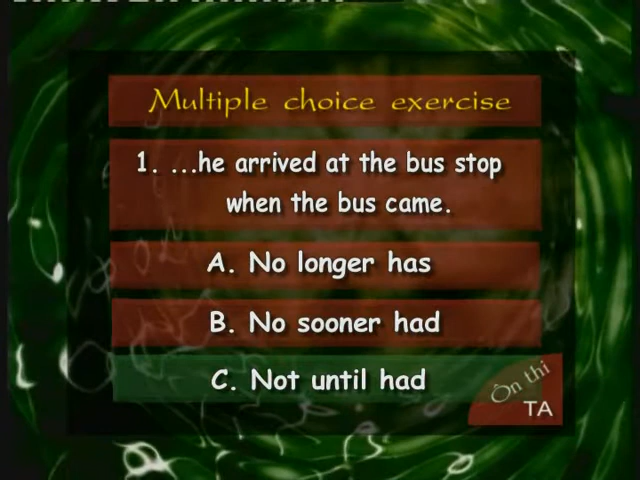 Multiple choice exercise
1. ...he arrived at the bus stop
when the bus came.
A. No longer has
B. No sooner had
C. Not until had
Ôn thi
TA